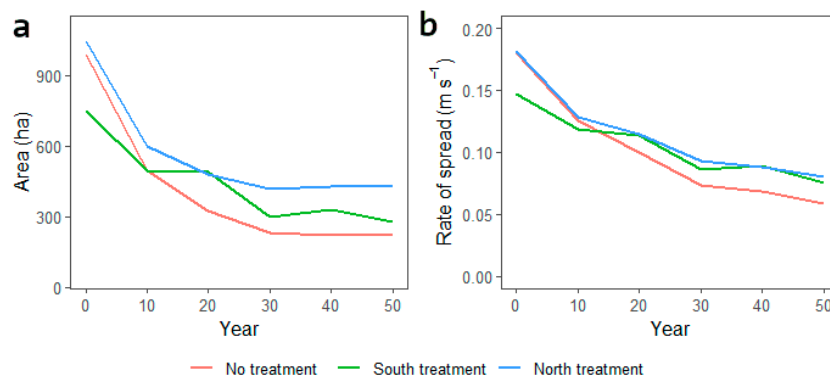 a
b
Area (ha)
900
600
300
0
0 10 20 30 40 50
Year
Rate of spread (m s⁻¹)
0.20
0.15
0.10
0.05
0.00
0 10 20 30 40 50
Year
No treatment South treatment North treatment